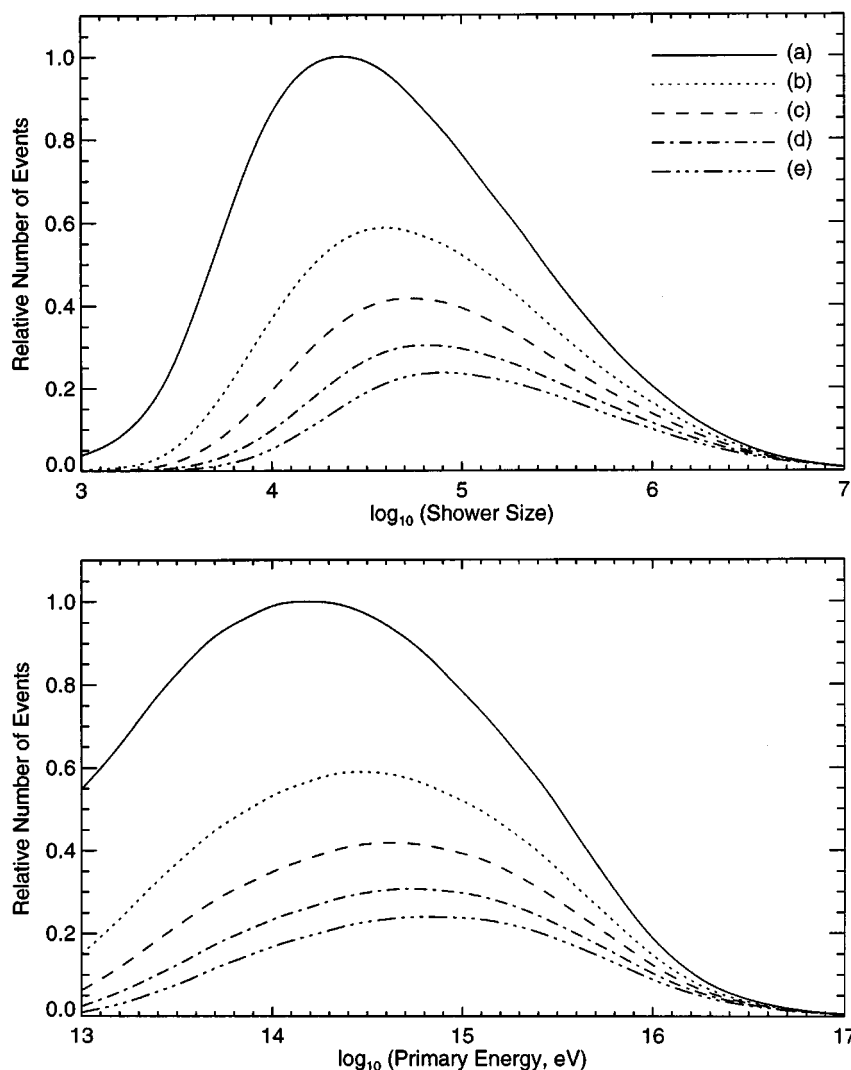 1.0
0.8
0.6
0.4
0.2
0.0
Relative Number of Events
(a)
(b)
(c)
(d)
(e)
3 4 5 6 7
log10 (Shower Size)
1.0
0.8
0.6
0.4
0.2
0.0
Relative Number of Events
13 14 15 16 17
log10 (Primary Energy, eV)